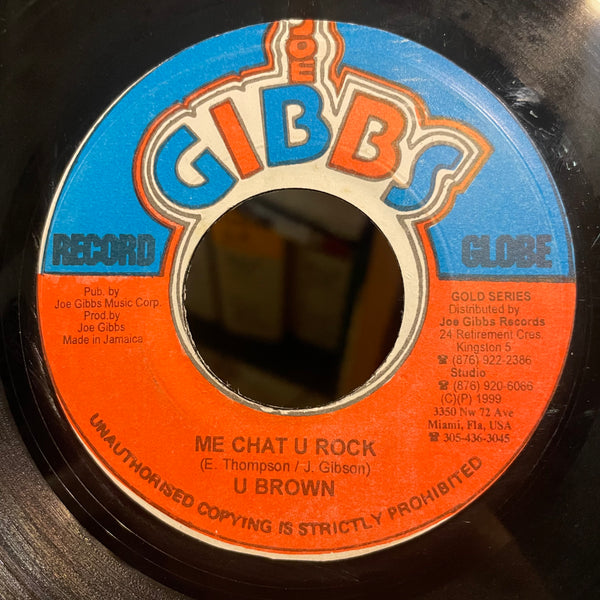 JOE
GIBBS
RECORD GLOBE
Pub. by
Joe Gibbs Music Corp.
Prod.by
Joe Gibbs
Made in Jamaica
GOLD SERIES
Distributed by
Joe Gibbs Records
24 Retirement Cres.
Kingston 5
☎ (876) 922-2386
Studio
☎ (876) 920-6066
(C)(P) 1999
3350 Nw 72 Ave
Miami, Fla, USA
☎ 305-436-3045
ME CHAT U ROCK
(E. Thompson / J. Gibson)
U BROWN
UNAUTHORISED COPYING IS STRICTLY PROHIBITED